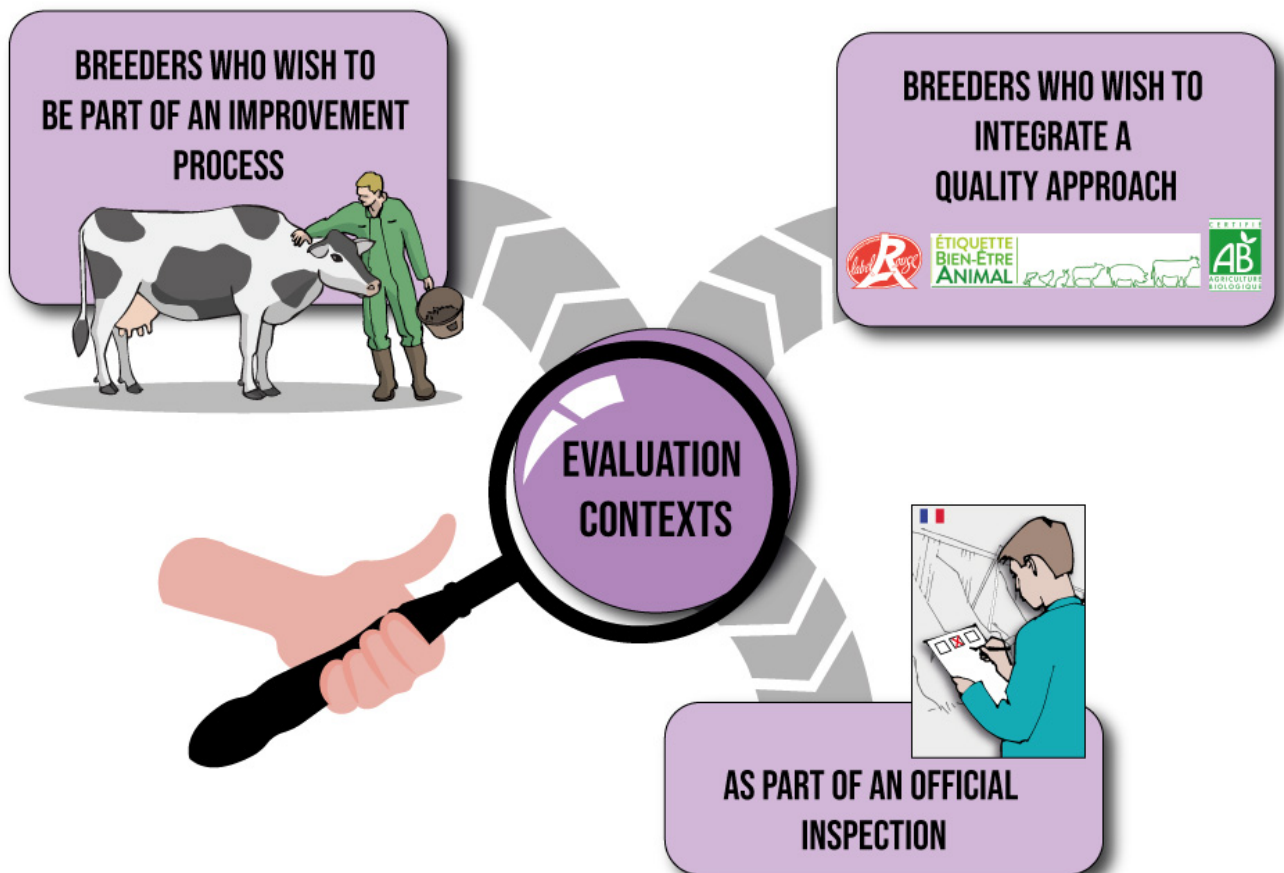 BREEDERS WHO WISH TO
BE PART OF AN IMPROVEMENT
PROCESS
BREEDERS WHO WISH TO
INTEGRATE A
QUALITY APPROACH
label Rouge
ÉTIQUETTE
BIEN-ÊTRE
ANIMAL
CERTIFIÉ
AB
AGRICULTURE
BIOLOGIQUE
EVALUATION
CONTEXTS
AS PART OF AN OFFICIAL
INSPECTION